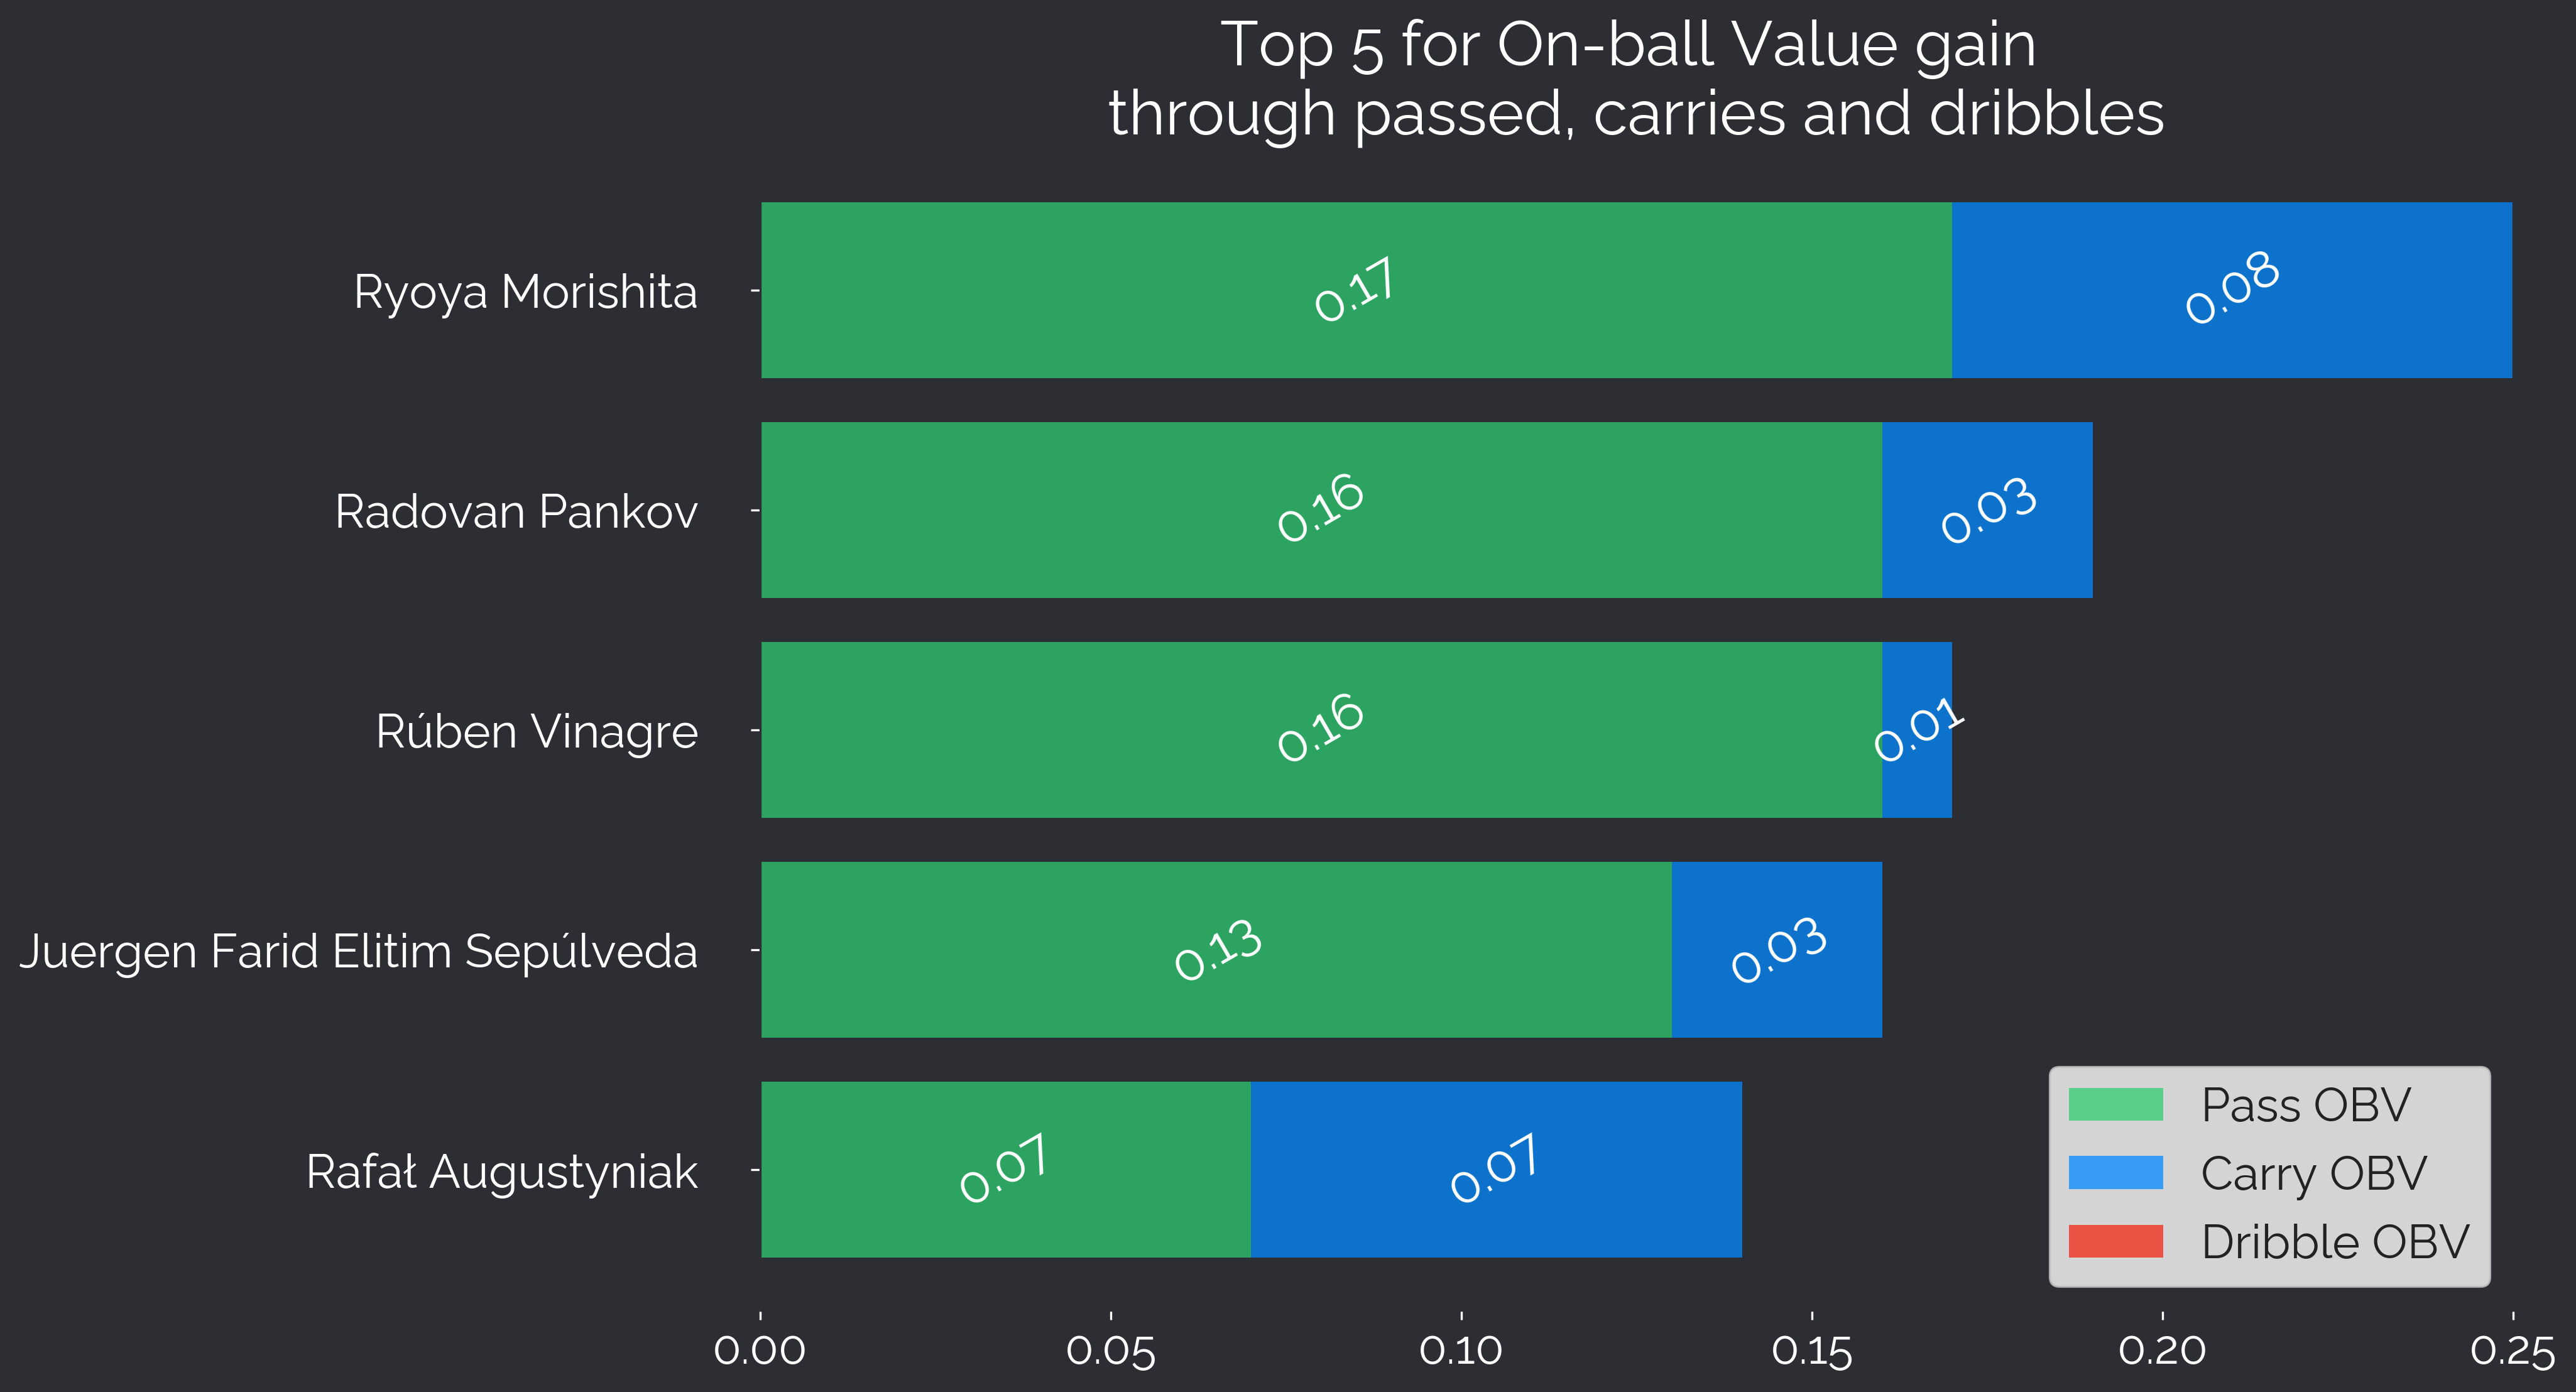 Top 5 for On-ball Value gain
through passed, carries and dribbles
Ryoya Morishita
0.17
0.08
Radovan Pankov
0.16
0.03
Rúben Vinagre
0.16
0.01
Juergen Farid Elitim Sepúlveda
0.13
0.03
Rafał Augustyniak
0.07
0.07
Pass OBV
Carry OBV
Dribble OBV
0.00
0.05
0.10
0.15
0.20
0.25